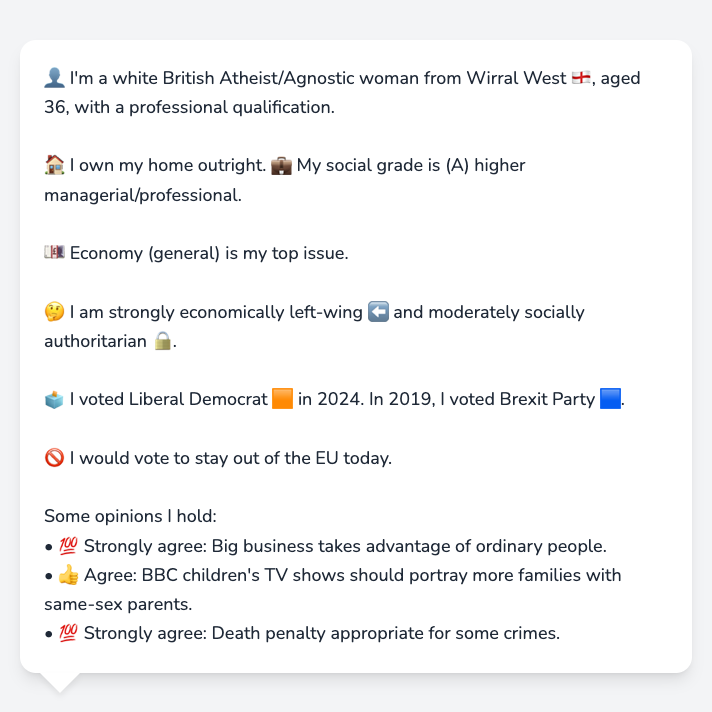 👤 I'm a white British Atheist/Agnostic woman from Wirral West 🏴󠁧󠁢󠁥󠁮󠁧󠁿, aged
36, with a professional qualification.
🏠 I own my home outright. 💼 My social grade is (A) higher
managerial/professional.
💷 Economy (general) is my top issue.
🤔 I am strongly economically left-wing ⬅️ and moderately socially
authoritarian 🔒.
🗳️ I voted Liberal Democrat 🟧 in 2024. In 2019, I voted Brexit Party 🟦.
🚫 I would vote to stay out of the EU today.
Some opinions I hold:
• 💯 Strongly agree: Big business takes advantage of ordinary people.
• 👍 Agree: BBC children's TV shows should portray more families with
same-sex parents.
• 💯 Strongly agree: Death penalty appropriate for some crimes.